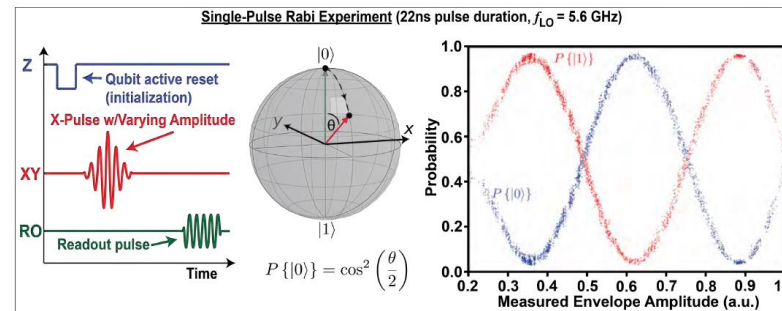 Single-Pulse Rabi Experiment (22ns pulse duration, f_LO = 5.6 GHz)
Z
Qubit active reset
(initialization)
X-Pulse w/Varying Amplitude
XY
RO
Readout pulse
Time
|0⟩
y
θ
x
|1⟩
P {|0⟩} = cos² (θ/2)
Probability
1.0
0.8
0.6
0.4
0.2
0.0
P{|1⟩}
P{|0⟩}
0.2 0.3 0.4 0.5 0.6 0.7 0.8 0.9
Measured Envelope Amplitude (a.u.)